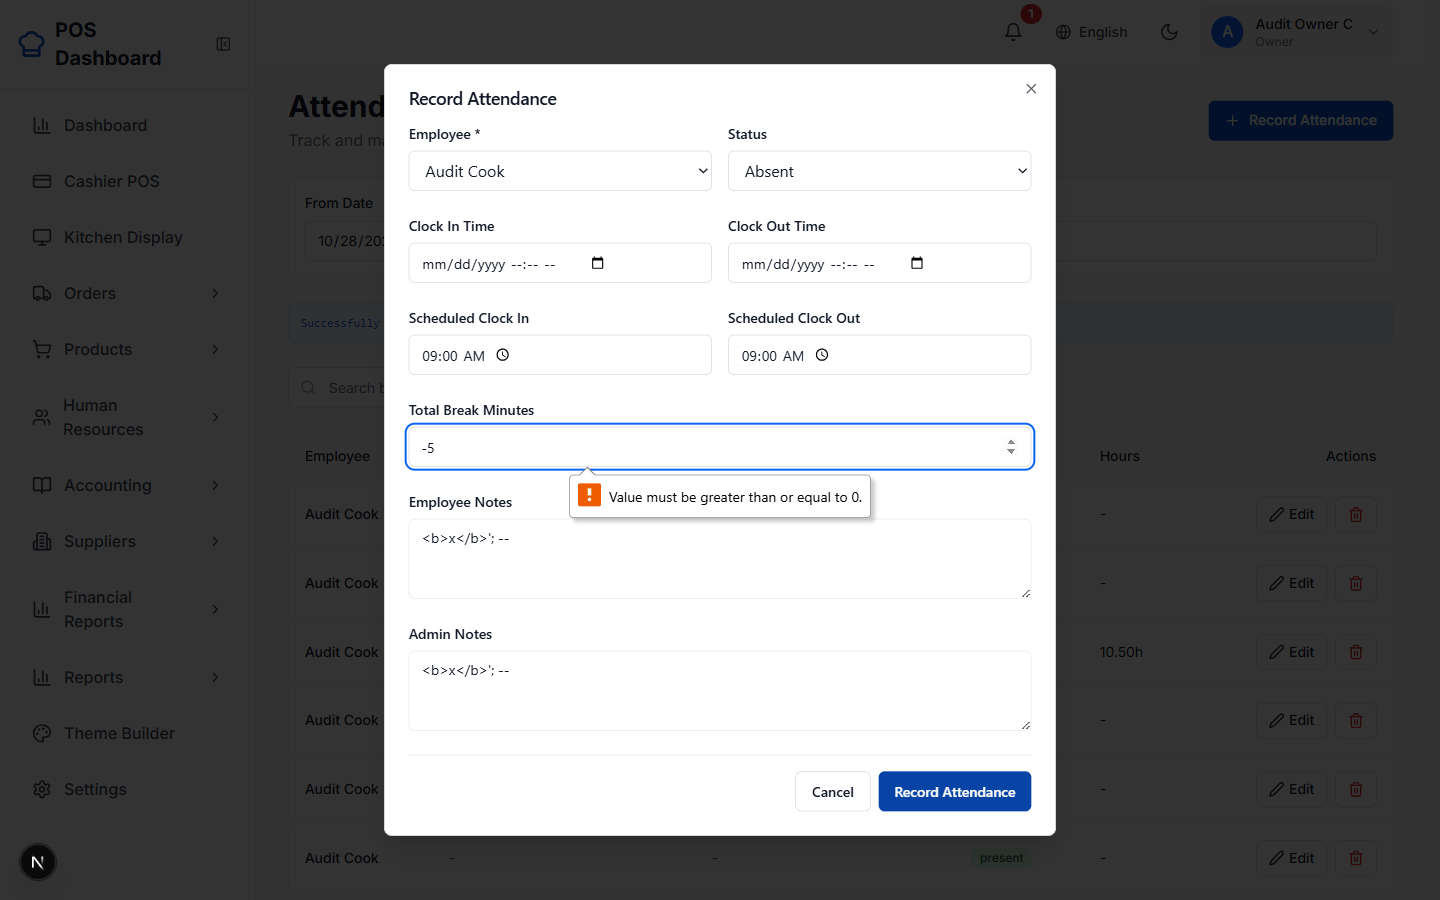 POS
Dashboard
1
English
A
Audit Owner C
Owner
Dashboard
Cashier POS
Kitchen Display
Orders
Products
Human
Resources
Accounting
Suppliers
Financial
Reports
Reports
Theme Builder
Settings
N
Attend
Track and ma
Record Attendance
From Date
10/28/202
Successfully
Search b
Employee
Hours
Actions
Audit Cook
-
Edit
Audit Cook
-
Edit
Audit Cook
10.50h
Edit
Audit Cook
-
Edit
Audit Cook
-
Edit
Audit Cook
-
-
present
-
Edit
Record Attendance
Employee *
Status
Audit Cook
Absent
Clock In Time
Clock Out Time
mm/dd/yyyy --:-- --
mm/dd/yyyy --:-- --
Scheduled Clock In
Scheduled Clock Out
09:00 AM
09:00 AM
Total Break Minutes
-5
Value must be greater than or equal to 0.
Employee Notes
<b>x</b>'; --
Admin Notes
<b>x</b>'; --
Cancel
Record Attendance